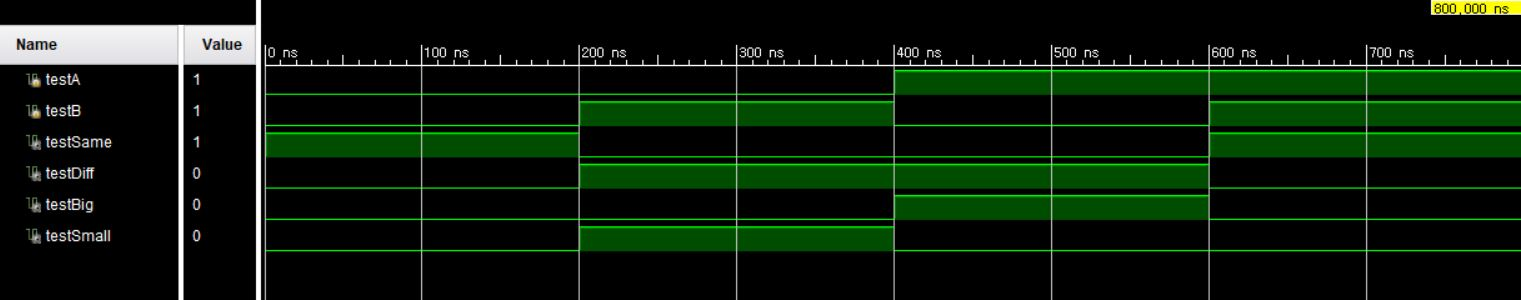 800,000 ns
Name Value
0 ns 100 ns 200 ns 300 ns 400 ns 500 ns 600 ns 700 ns
testA 1
testB 1
testSame 1
testDiff 0
testBig 0
testSmall 0